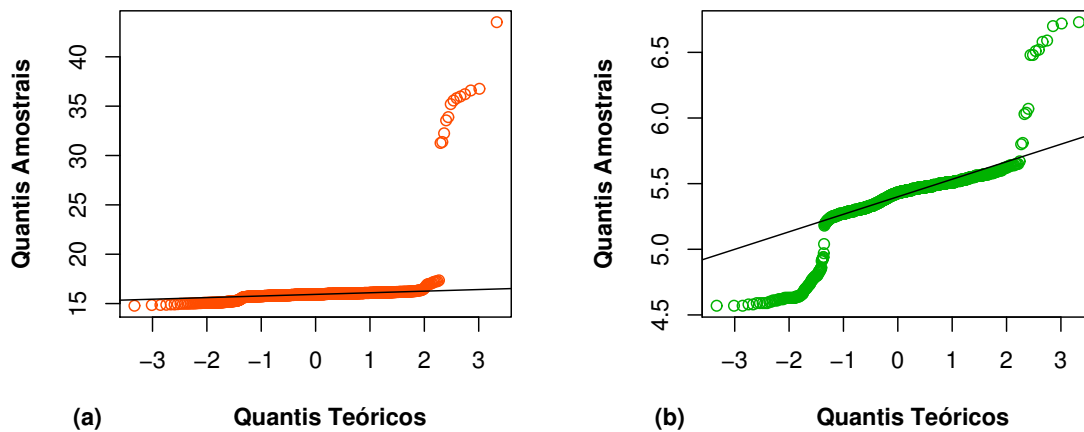 Quantis Amostrais
40
35
30
25
20
15
−3 −2 −1 0 1 2 3
(a) Quantis Teóricos
Quantis Amostrais
6.5
6.0
5.5
5.0
4.5
−3 −2 −1 0 1 2 3
(b) Quantis Teóricos